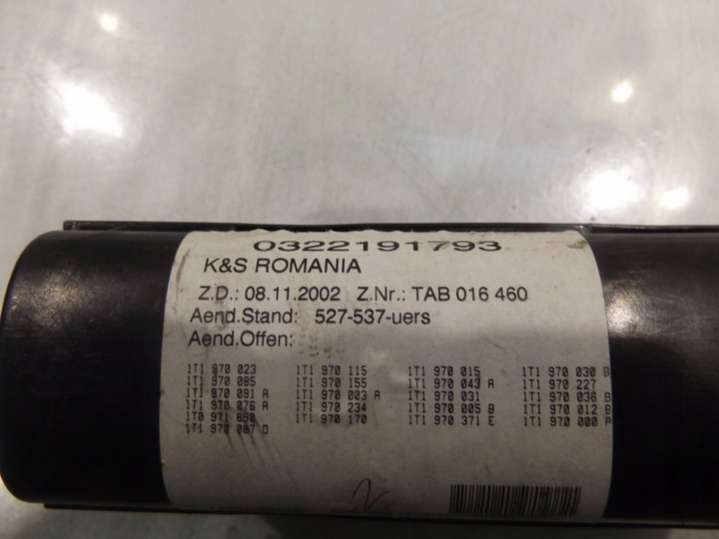 0322191793
K&S ROMANIA
Z.D.: 08.11.2002 Z.Nr.: TAB 016 460
Aend.Stand: 527-537-uers
Aend.Offen:
1T1 970 023 1T1 970 115 1T1 970 015 1T1 970 030 B
1T1 970 085 1T1 970 155 1T1 970 043 A 1T1 970 227
1T1 970 091 A 1T1 970 003 A 1T1 970 031 1T1 970 036 B
1T1 970 076 A 1T1 970 234 1T1 970 005 B 1T1 970 012 B
1T0 971 650 1T1 970 170 1T1 970 371 E 1T1 970 000 P
1T1 970 007 D
2